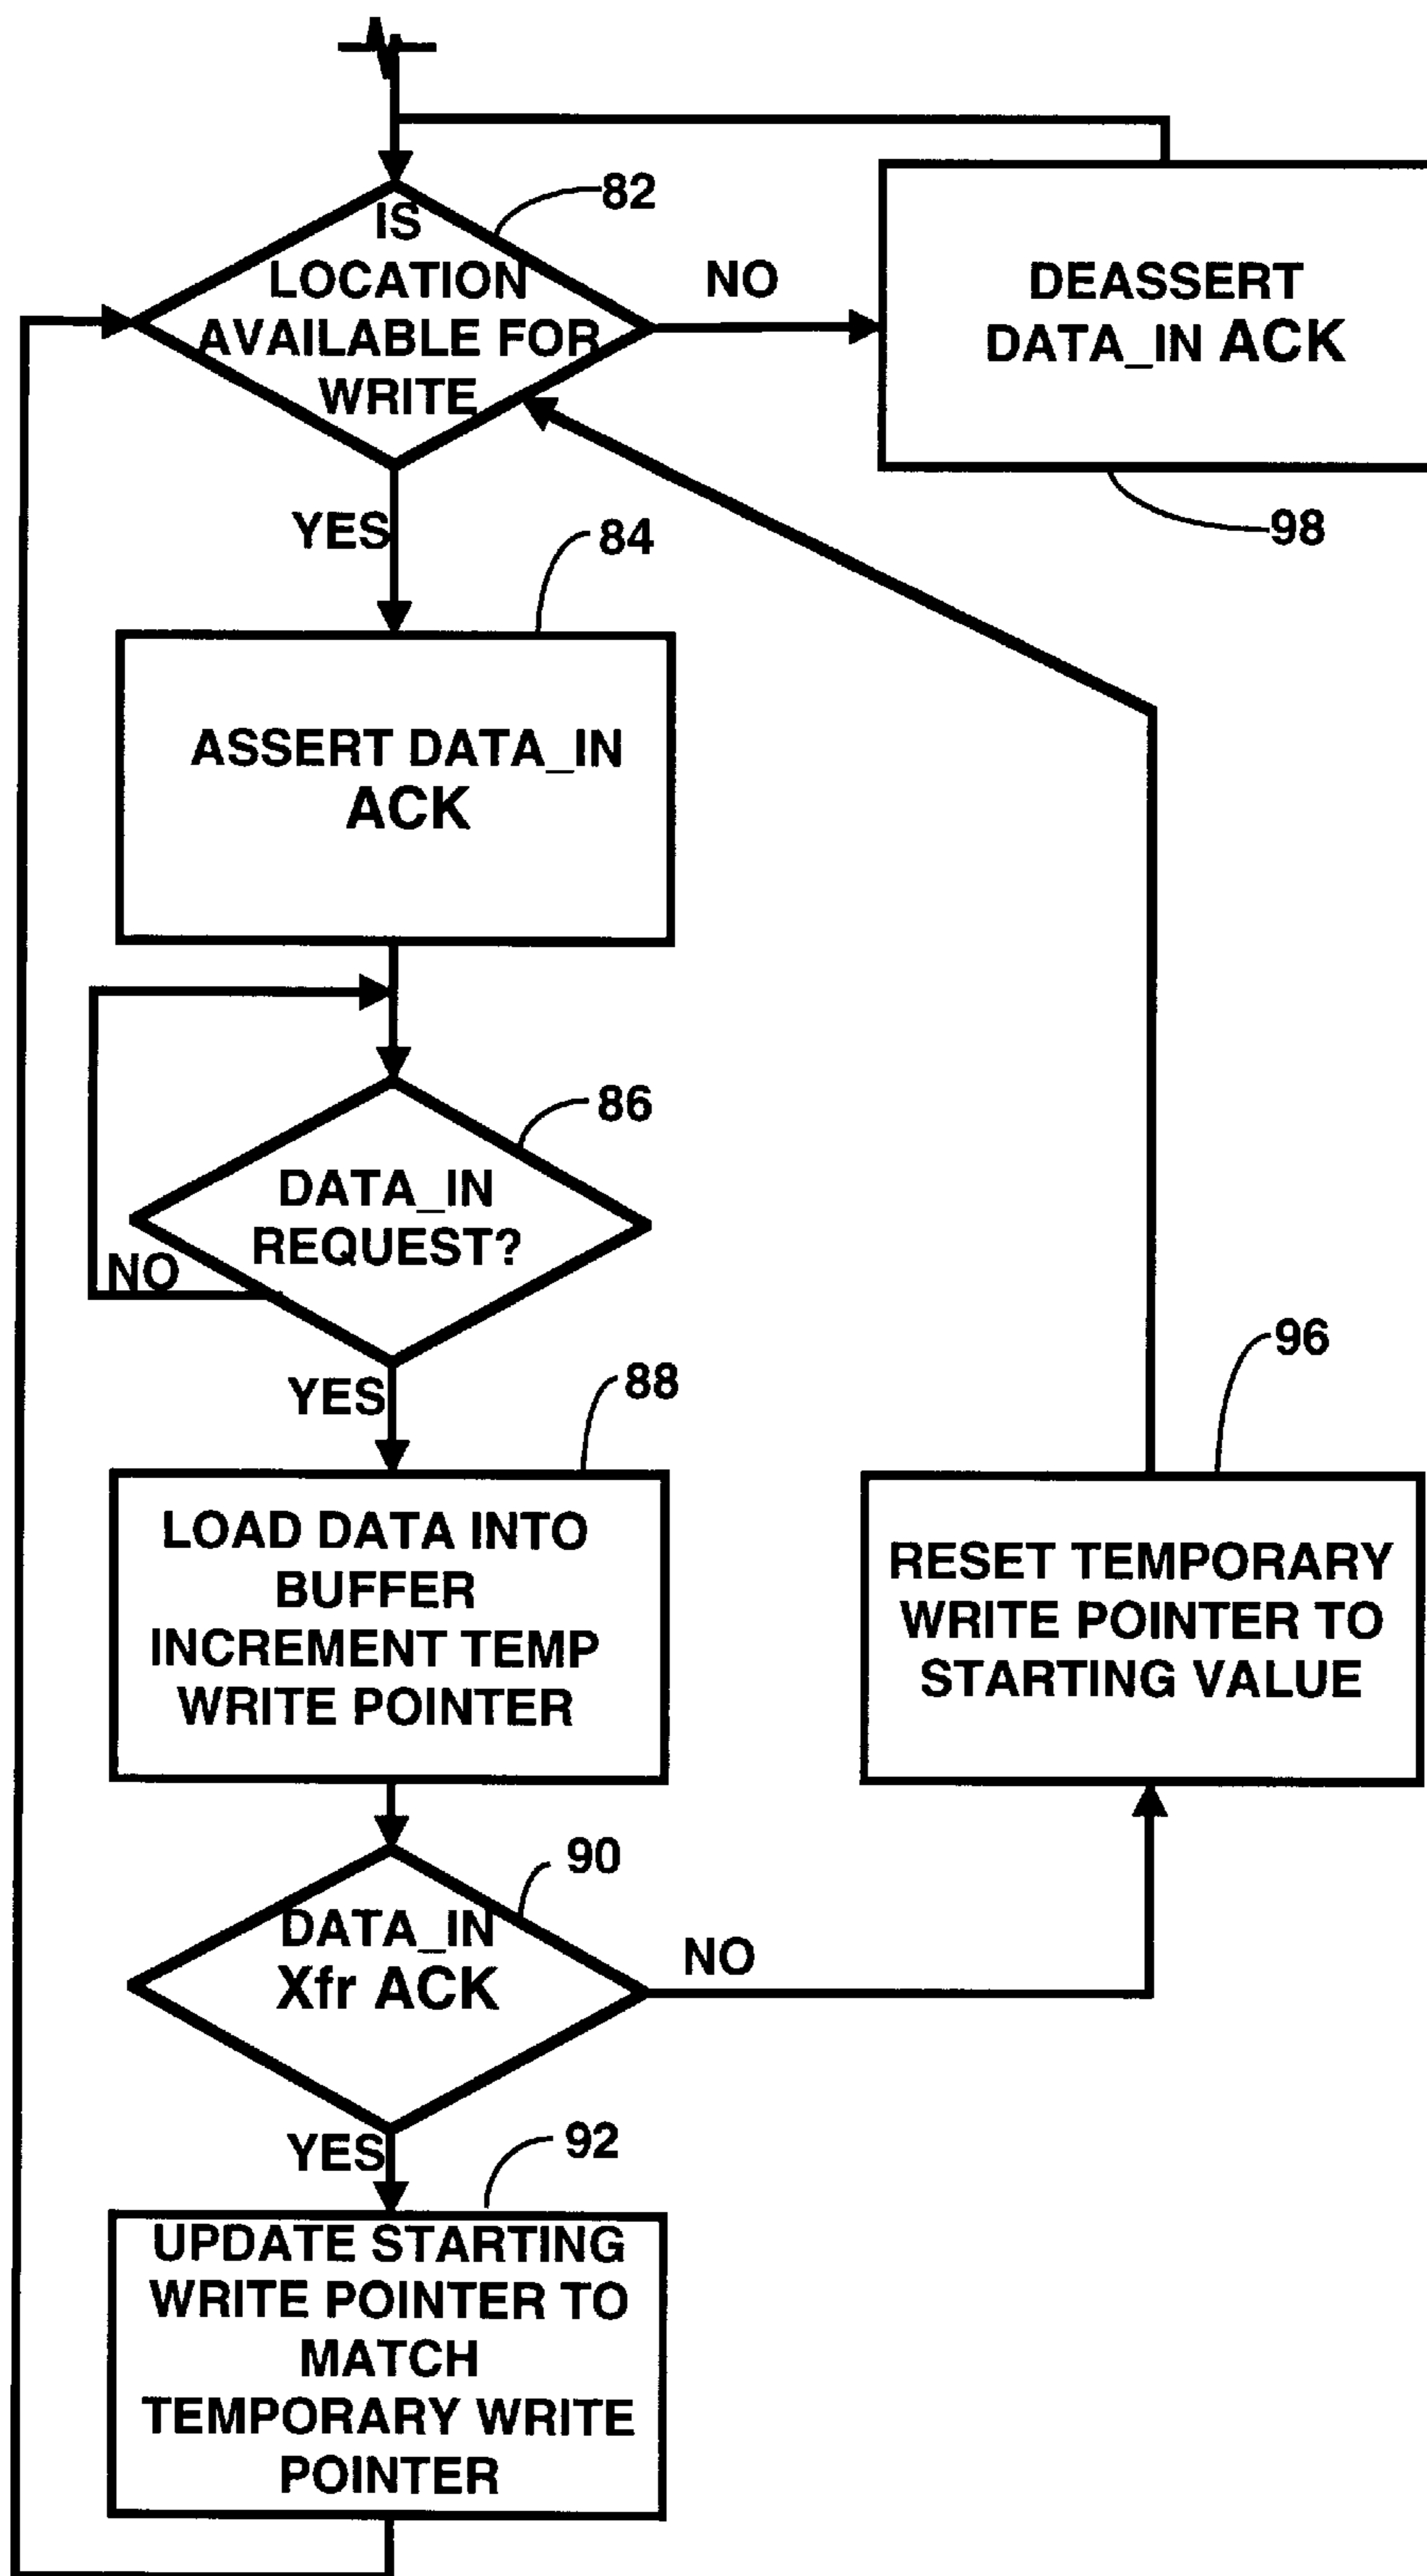 IS
LOCATION
AVAILABLE FOR
WRITE
82
NO
DEASSERT
DATA_IN ACK
98
YES
84
ASSERT DATA_IN
ACK
86
DATA_IN
REQUEST?
NO
YES
88
LOAD DATA INTO
BUFFER
INCREMENT TEMP
WRITE POINTER
96
RESET TEMPORARY
WRITE POINTER TO
STARTING VALUE
90
DATA_IN
Xfr ACK
NO
YES
92
UPDATE STARTING
WRITE POINTER TO
MATCH
TEMPORARY WRITE
POINTER